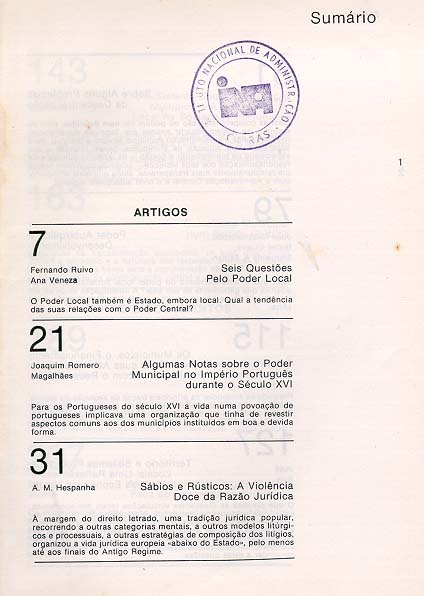 Sumário
INSTITUTO NACIONAL DE ADMINISTRAÇÃO
ina
OEIRAS
1
ARTIGOS
7
Fernando Ruivo
Ana Veneza
Seis Questões
Pelo Poder Local
O Poder Local também é Estado, embora local. Qual a tendência
das suas relações com o Poder Central?
21
Joaquim Romero
Magalhães
Algumas Notas sobre o Poder
Municipal no Império Português
durante o Século XVI
Para os Portugueses do século XVI a vida numa povoação de
portugueses implicava uma organização que tinha de revestir
aspectos comuns aos dos municípios instituídos em boa e devida
forma.
31
A. M. Hespanha
Sábios e Rústicos: A Violência
Doce da Razão Jurídica
À margem do direito letrado, uma tradição jurídica popular,
recorrendo a outras categorias mentais, a outros modelos litúrgi-
cos e processuais, a outras estratégias de composição dos litígios,
organizou a vida jurídica europeia «abaixo do Estado», pelo menos
até aos finais do Antigo Regime.